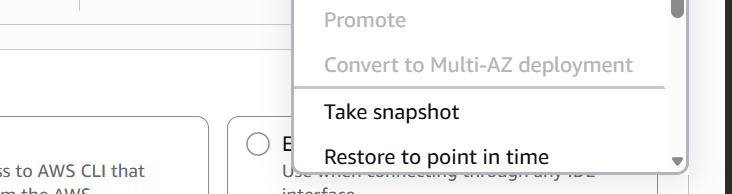 Promote
Convert to Multi-AZ deployment
Take snapshot
Restore to point in time
ss to AWS CLI that
Use when connecting through any IDE
interface.